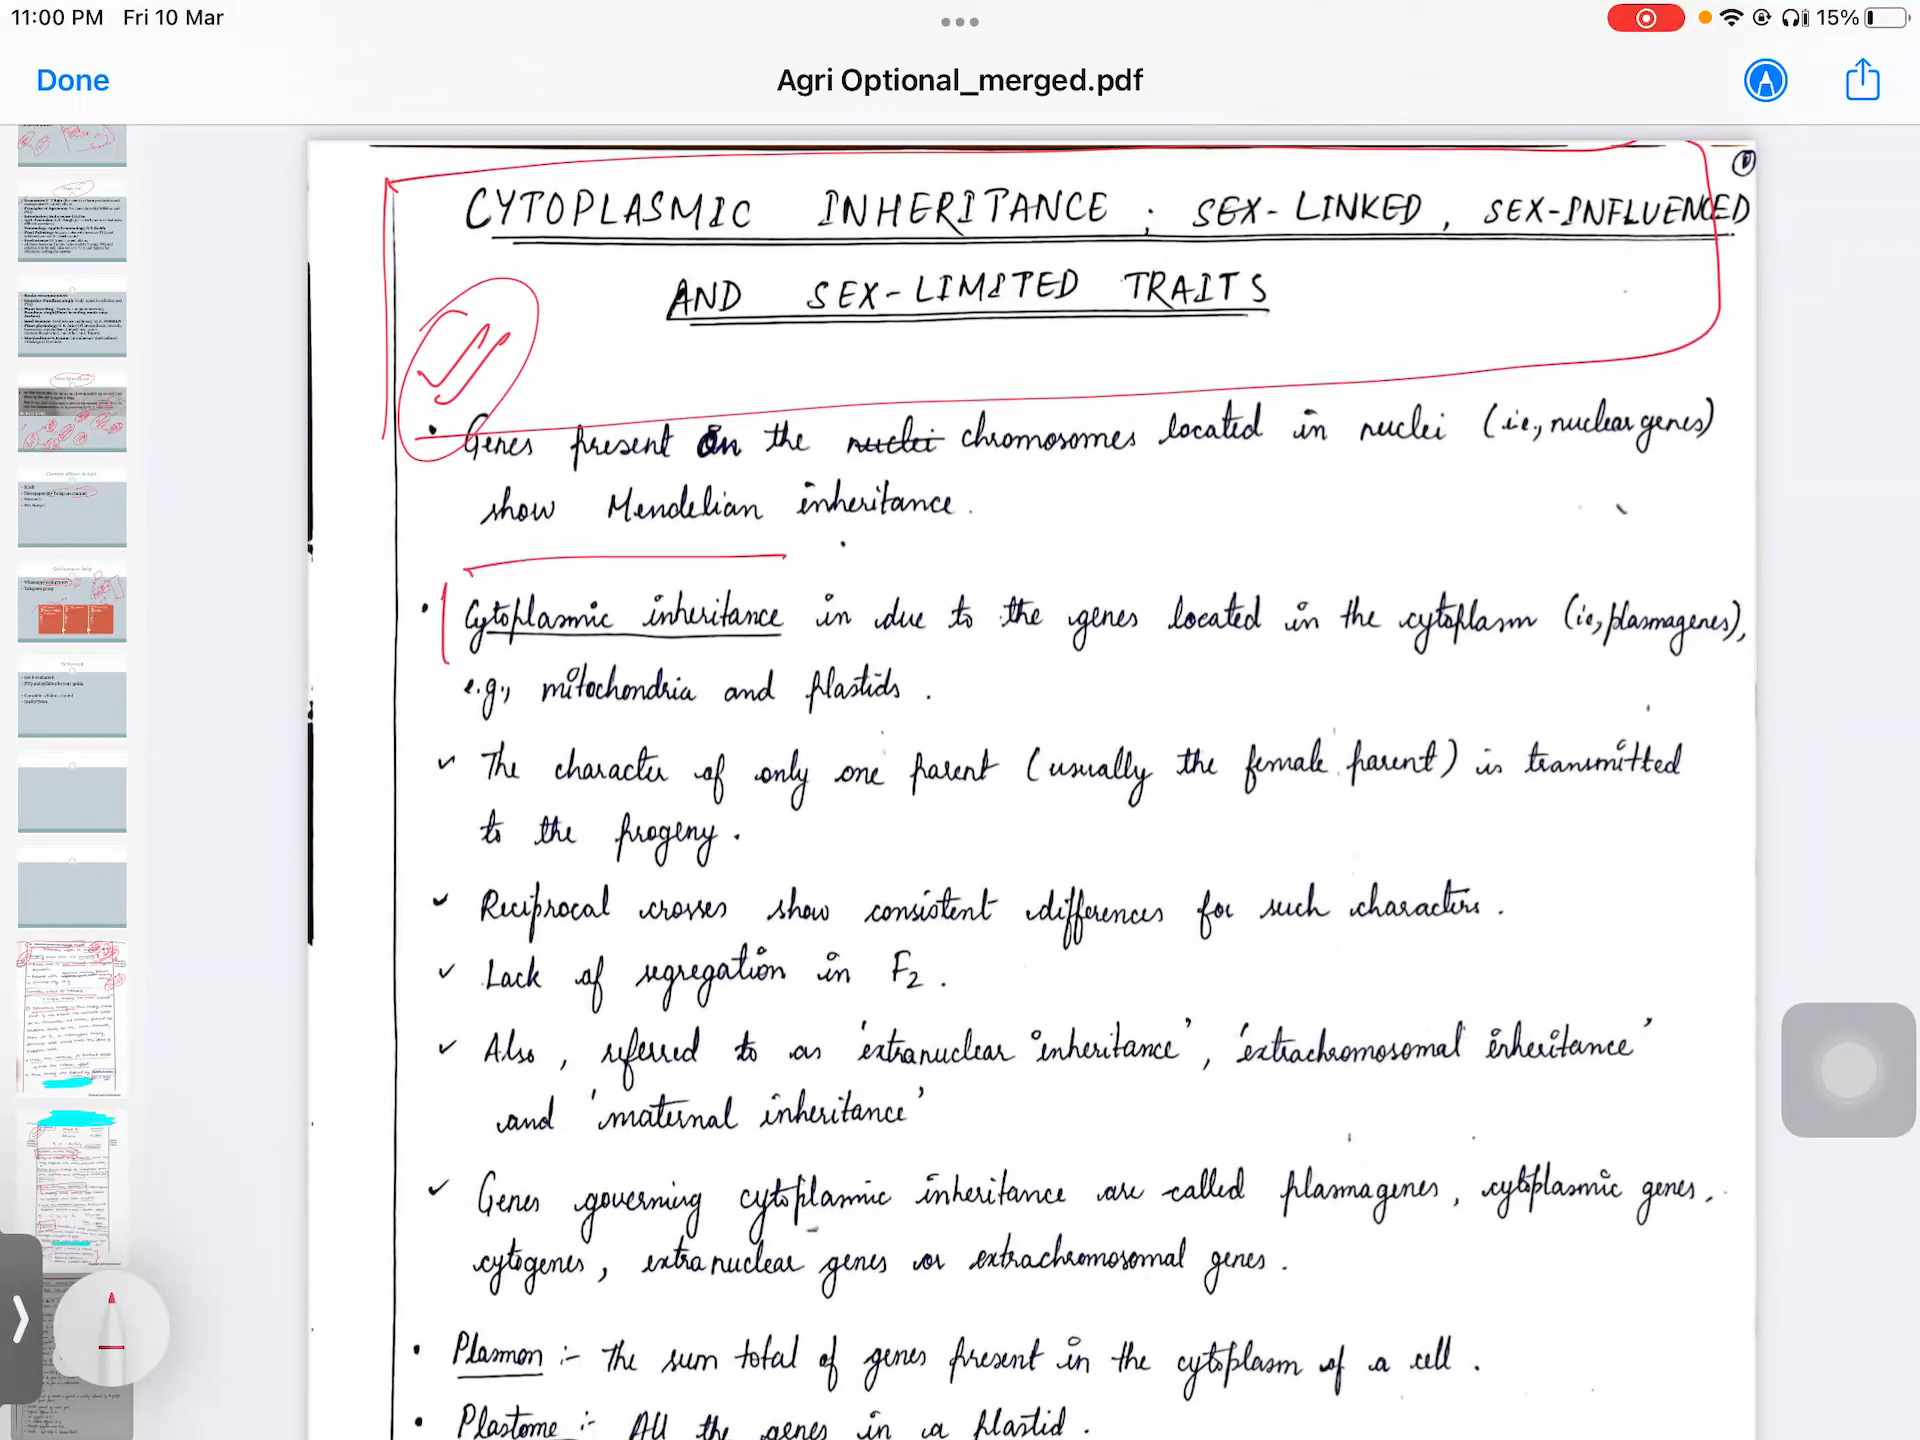 11:00 PM Fri 10 Mar
15%
Done
Agri Optional_merged.pdf
CYTOPLASMIC INHERITANCE ; SEX-LINKED, SEX-INFLUENCED
AND SEX-LIMITED TRAITS
• Genes present on the nuclei chromosomes located in nuclei (ie, nuclear genes)
show Mendelian inheritance.
• Cytoplasmic inheritance in due to the genes located in the cytoplasm (ie, plasmagenes),
e.g., mitochondria and plastids.
✓ The character of only one parent (usually the female parent) is transmitted
to the progeny.
✓ Reciprocal crosses show consistent differences for such characters.
✓ Lack of segregation in F2.
✓ Also, referred to as 'extranuclear inheritance', 'extrachromosomal inheritance'
and 'maternal inheritance'
✓ Genes governing cytoplasmic inheritance are called plasmagenes, cytoplasmic genes,
cytogenes, extranuclear genes or extrachromosomal genes.
• Plasmon :- The sum total of genes present in the cytoplasm of a cell.
• Plastome :- All the genes in a plastid.